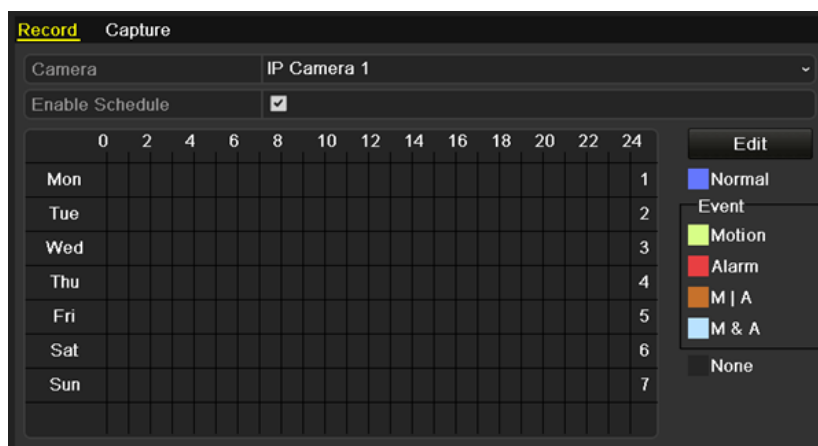 Record Capture
Camera IP Camera 1
Enable Schedule
0 2 4 6 8 10 12 14 16 18 20 22 24
Edit
Mon 1
Normal
Event
Tue 2
Motion
Wed 3
Alarm
Thu 4
M | A
Fri 5
M & A
Sat 6
None
Sun 7